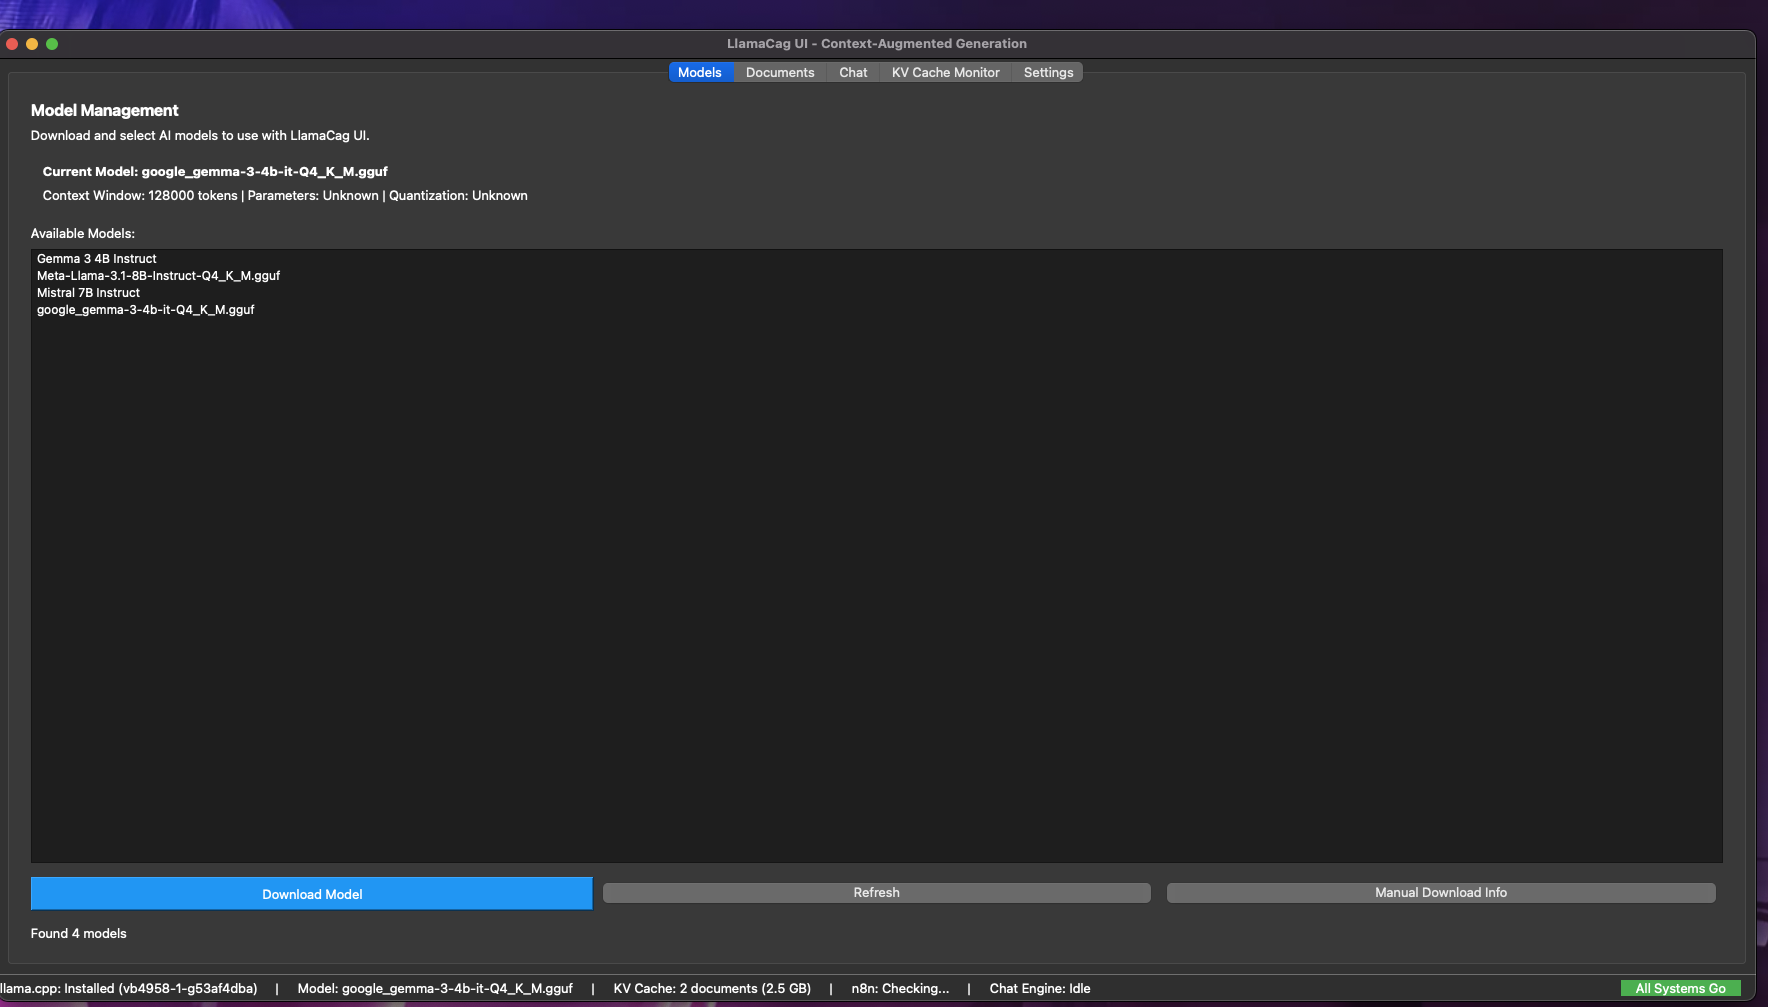 LlamaCag UI - Context-Augmented Generation
Models Documents Chat KV Cache Monitor Settings
Model Management
Download and select AI models to use with LlamaCag UI.
Current Model: google_gemma-3-4b-it-Q4_K_M.gguf
Context Window: 128000 tokens | Parameters: Unknown | Quantization: Unknown
Available Models:
Gemma 3 4B Instruct
Meta-Llama-3.1-8B-Instruct-Q4_K_M.gguf
Mistral 7B Instruct
google_gemma-3-4b-it-Q4_K_M.gguf
Download Model Refresh Manual Download Info
Found 4 models
llama.cpp: Installed (vb4958-1-g53af4dba) | Model: google_gemma-3-4b-it-Q4_K_M.gguf | KV Cache: 2 documents (2.5 GB) | n8n: Checking... | Chat Engine: Idle All Systems Go